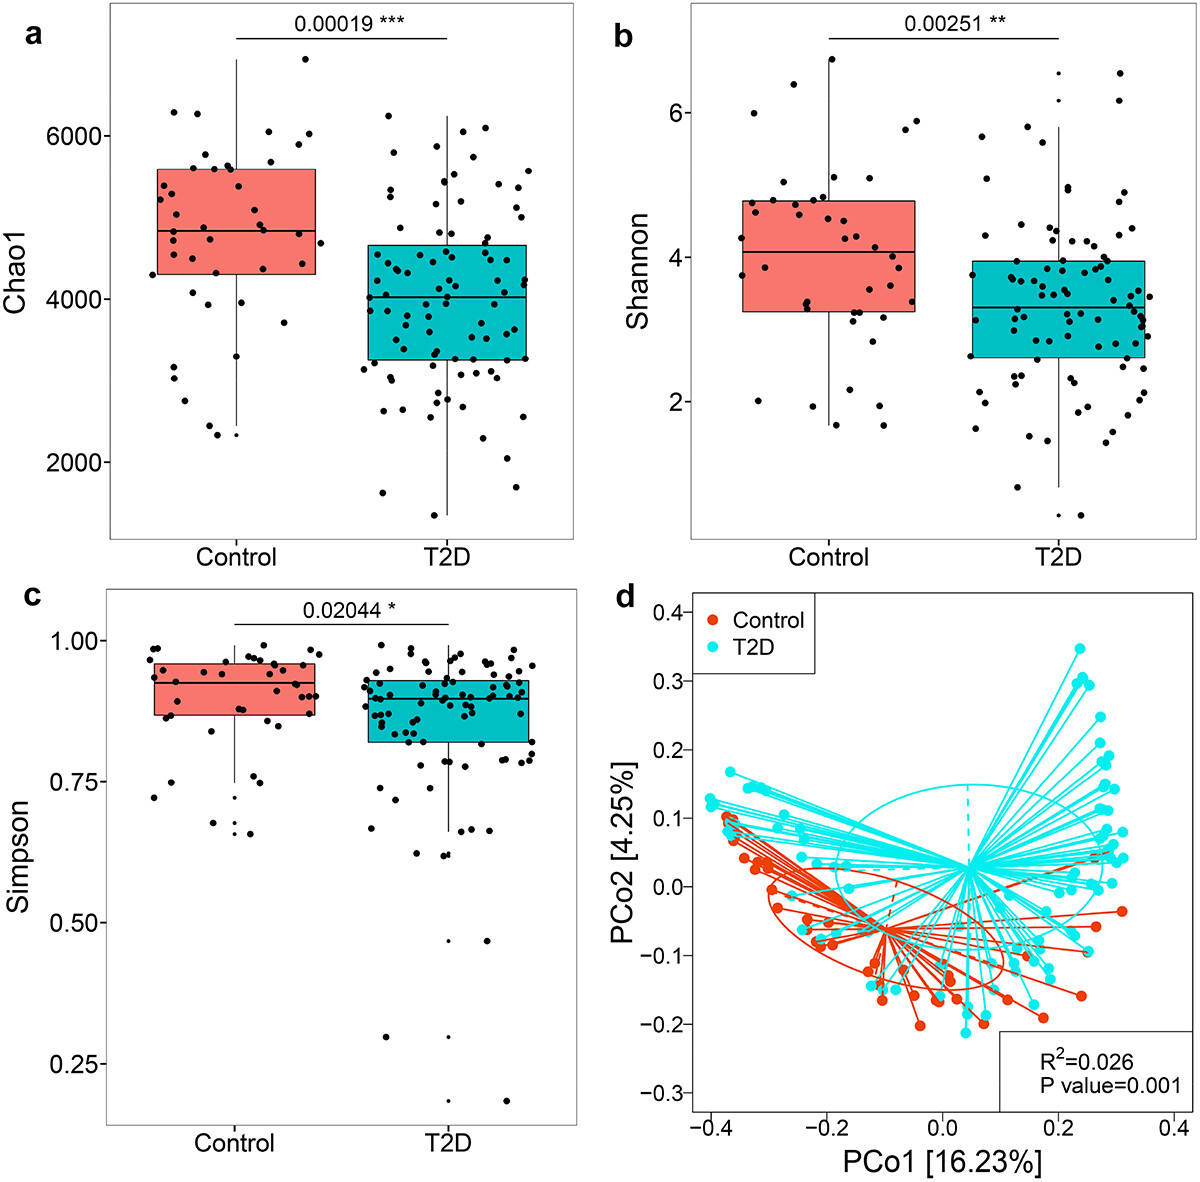 a
0.00019 ***
Chao1
6000
4000
2000
Control T2D
b
0.00251 **
Shannon
6
4
2
Control T2D
c
0.02044 *
Simpson
1.00
0.75
0.50
0.25
Control T2D
d
Control
T2D
PCo2 [4.25%]
0.4
0.3
0.2
0.1
0.0
−0.1
−0.2
−0.3
R²=0.026
P value=0.001
−0.4 −0.2 0.0 0.2 0.4
PCo1 [16.23%]